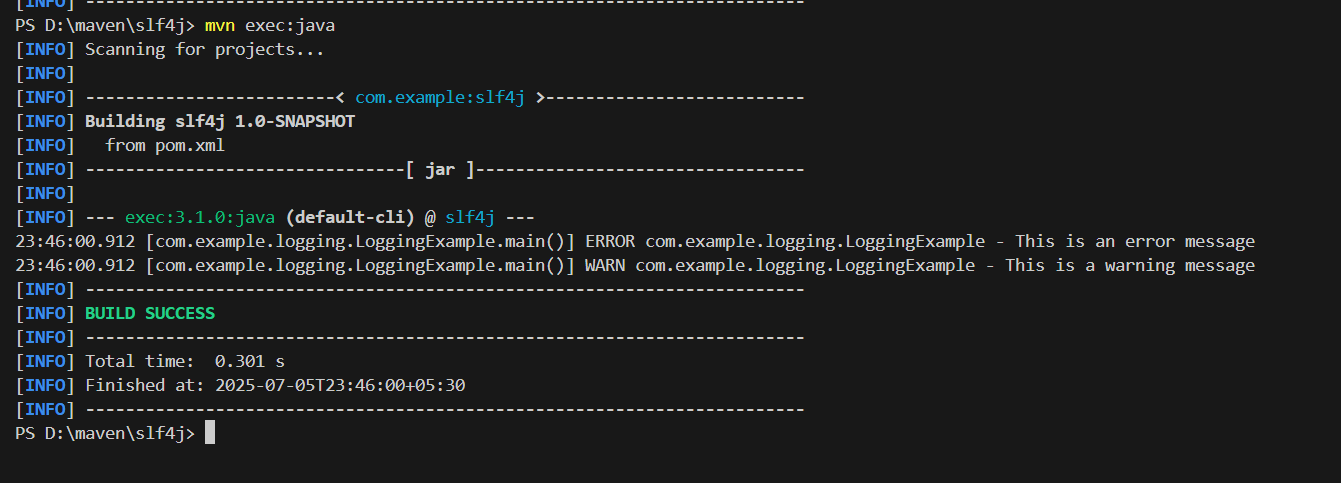 [INFO] ------------------------------------------------------------------------
PS D:\maven\slf4j> mvn exec:java
[INFO] Scanning for projects...
[INFO]
[INFO] -------------------------< com.example:slf4j >--------------------------
[INFO] Building slf4j 1.0-SNAPSHOT
[INFO]   from pom.xml
[INFO] --------------------------------[ jar ]---------------------------------
[INFO]
[INFO] --- exec:3.1.0:java (default-cli) @ slf4j ---
23:46:00.912 [com.example.logging.LoggingExample.main()] ERROR com.example.logging.LoggingExample - This is an error message
23:46:00.912 [com.example.logging.LoggingExample.main()] WARN com.example.logging.LoggingExample - This is a warning message
[INFO] ------------------------------------------------------------------------
[INFO] BUILD SUCCESS
[INFO] ------------------------------------------------------------------------
[INFO] Total time:  0.301 s
[INFO] Finished at: 2025-07-05T23:46:00+05:30
[INFO] ------------------------------------------------------------------------
PS D:\maven\slf4j>